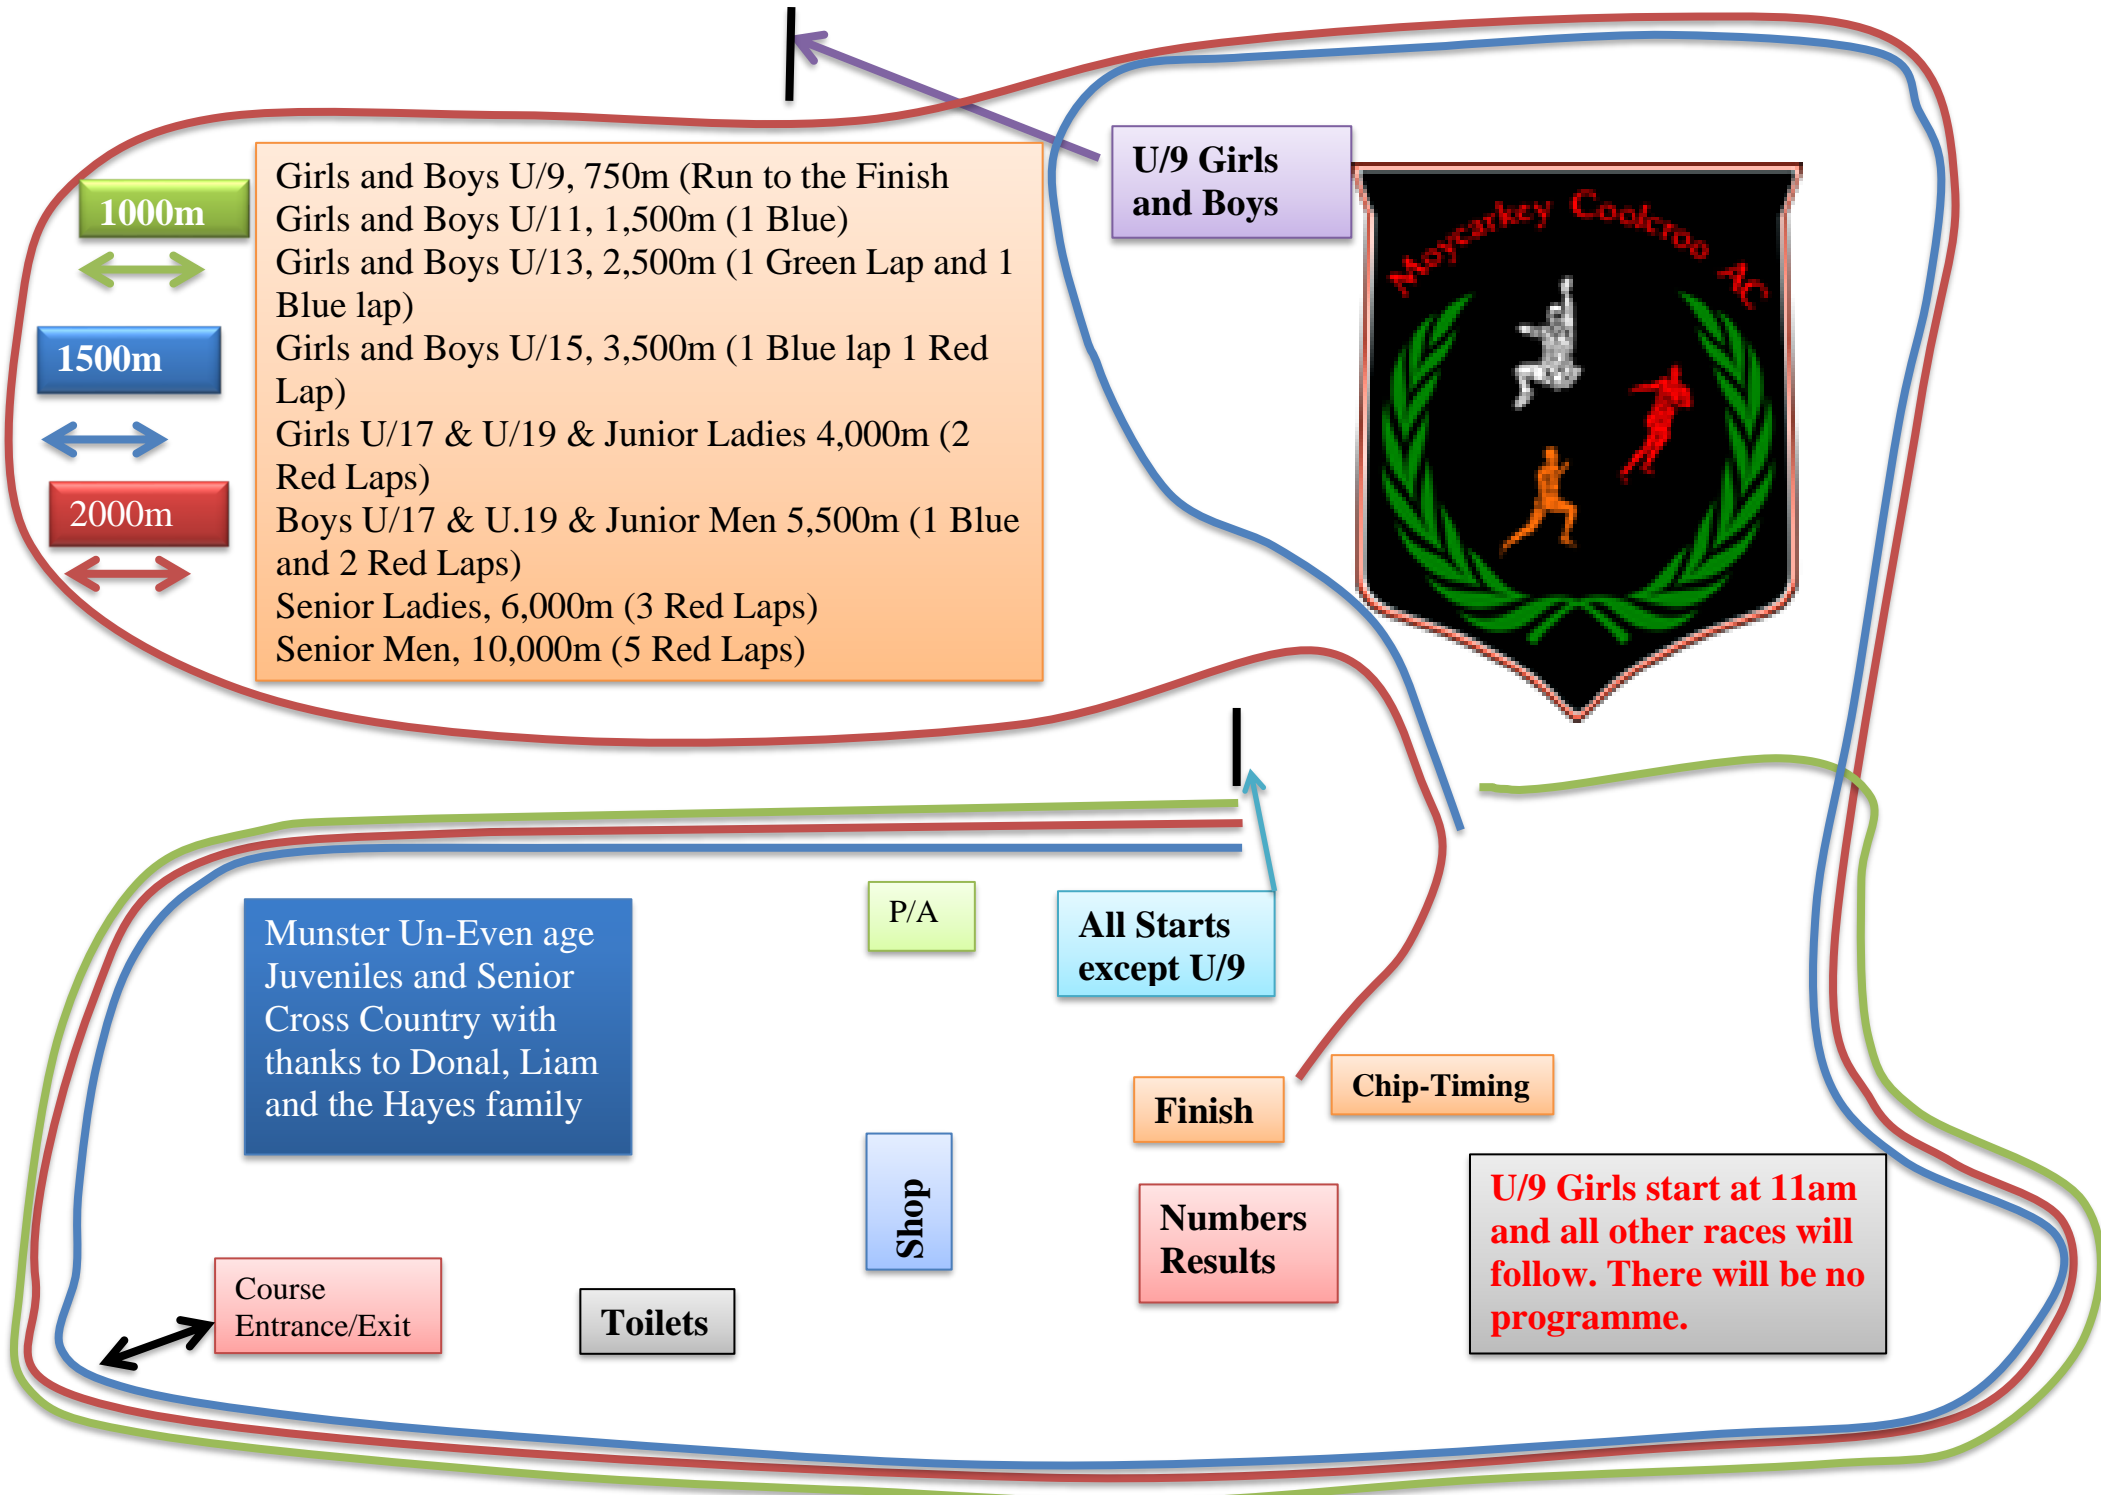 U/9 Girls
and Boys
Moycarkey Coolcroo AC
1000m
1500m
2000m
Girls and Boys U/9, 750m (Run to the Finish
Girls and Boys U/11, 1,500m (1 Blue)
Girls and Boys U/13, 2,500m (1 Green Lap and 1
Blue lap)
Girls and Boys U/15, 3,500m (1 Blue lap 1 Red
Lap)
Girls U/17 & U/19 & Junior Ladies 4,000m (2
Red Laps)
Boys U/17 & U.19 & Junior Men 5,500m (1 Blue
and 2 Red Laps)
Senior Ladies, 6,000m (3 Red Laps)
Senior Men, 10,000m (5 Red Laps)
P/A
All Starts
except U/9
Munster Un-Even age
Juveniles and Senior
Cross Country with
thanks to Donal, Liam
and the Hayes family
Finish
Chip-Timing
Shop
Numbers
Results
U/9 Girls start at 11am
and all other races will
follow. There will be no
programme.
Course
Entrance/Exit
Toilets